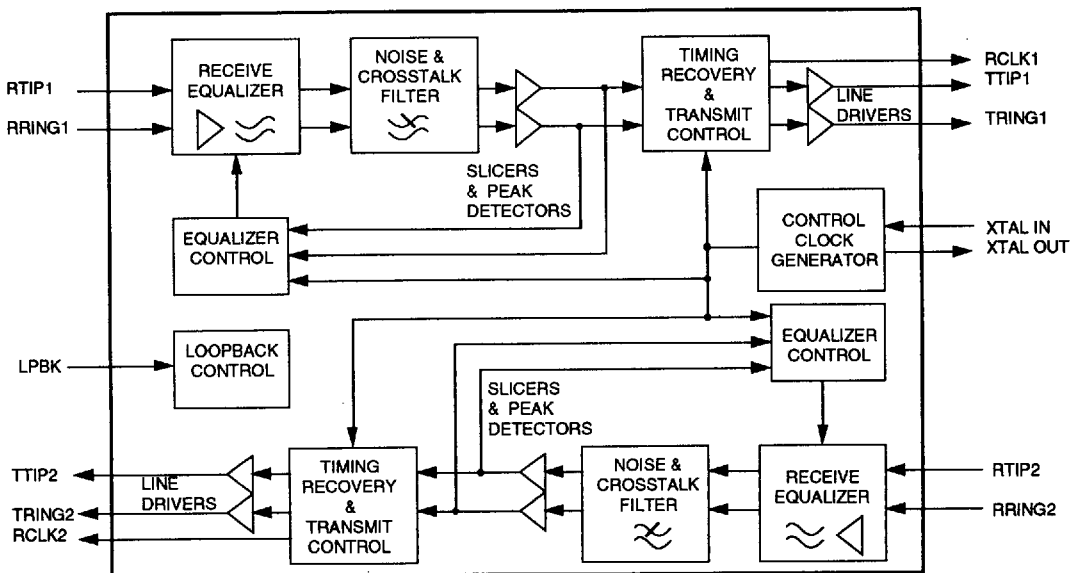 RTIP1
RRING1
RECEIVE
EQUALIZER
NOISE &
CROSSTALK
FILTER
TIMING
RECOVERY
&
TRANSMIT
CONTROL
RCLK1
TTIP1
LINE
DRIVERS
TRING1
SLICERS
& PEAK
DETECTORS
EQUALIZER
CONTROL
CONTROL
CLOCK
GENERATOR
XTAL IN
XTAL OUT
LPBK
LOOPBACK
CONTROL
EQUALIZER
CONTROL
SLICERS
& PEAK
DETECTORS
TTIP2
LINE
DRIVERS
TRING2
RCLK2
TIMING
RECOVERY
&
TRANSMIT
CONTROL
NOISE &
CROSSTALK
FILTER
RECEIVE
EQUALIZER
RTIP2
RRING2